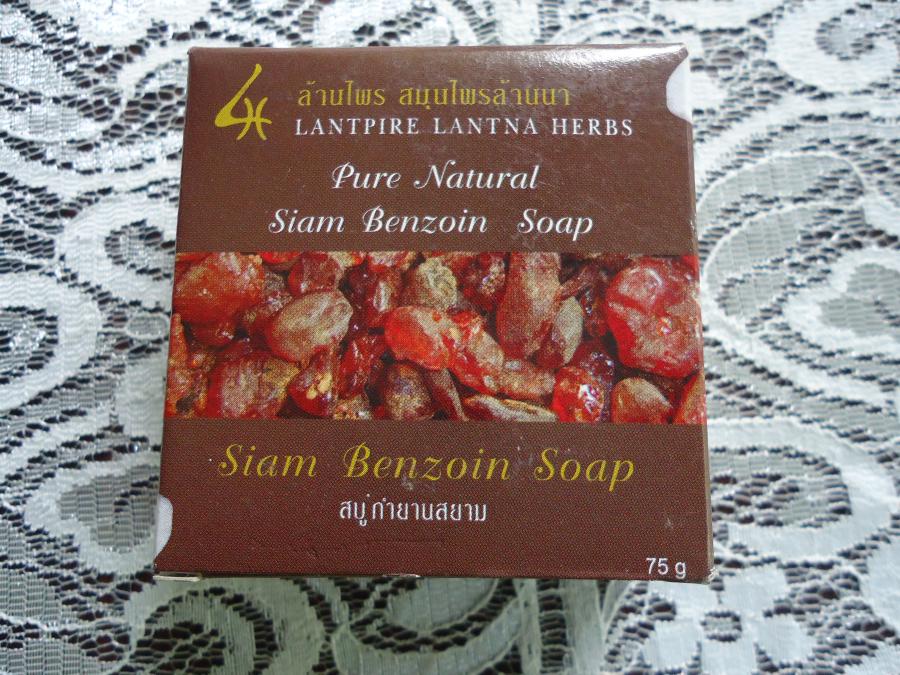 ล้านไพร สมุนไพรล้านนา
LANTPIRE LANTNA HERBS
Pure Natural
Siam Benzoin Soap
Siam Benzoin Soap
สบู่กำยานสยาม
75 g